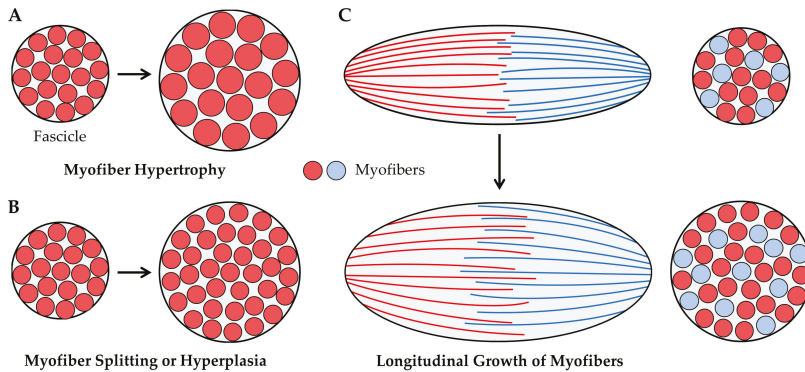 A
Fascicle
Myofiber Hypertrophy
B
Myofiber Splitting or Hyperplasia
C
Myofibers
Longitudinal Growth of Myofibers